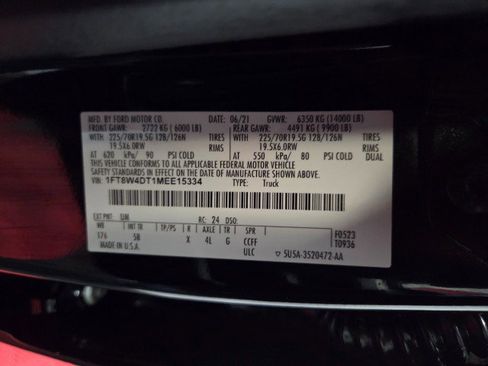 MFD. BY FORD MOTOR CO. 06/21 GVWR: 6350 KG (14000 LB)
FRONT GAWR: 2722 KG (6000 LB) REAR GAWR: 4491 KG (9900 LB)
WITH 225/70R19.5G 128/126N TIRES WITH 225/70R19.5G 128/126N TIRES
19.5X6.0RW RIMS 19.5X6.0RW RIMS
AT 620 kPa/ 90 PSI COLD AT 550 kPa/ 80 PSI COLD DUAL
THIS VEHICLE CONFORMS TO ALL APPLICABLE FEDERAL MOTOR VEHICLE
SAFETY STANDARDS IN EFFECT ON THE DATE OF MANUFACTURE SHOWN ABOVE.
VIN: 1FT8W4DT1MEE15334 TYPE: Truck
EXT PNT: UM RC: 24 DSO:
WB INT TR TP/PS R AXLE TR SPR F0523
176 5B X 4L G CCFF T0936
MADE IN U.S.A. ULC 5U5A-3520472-AA